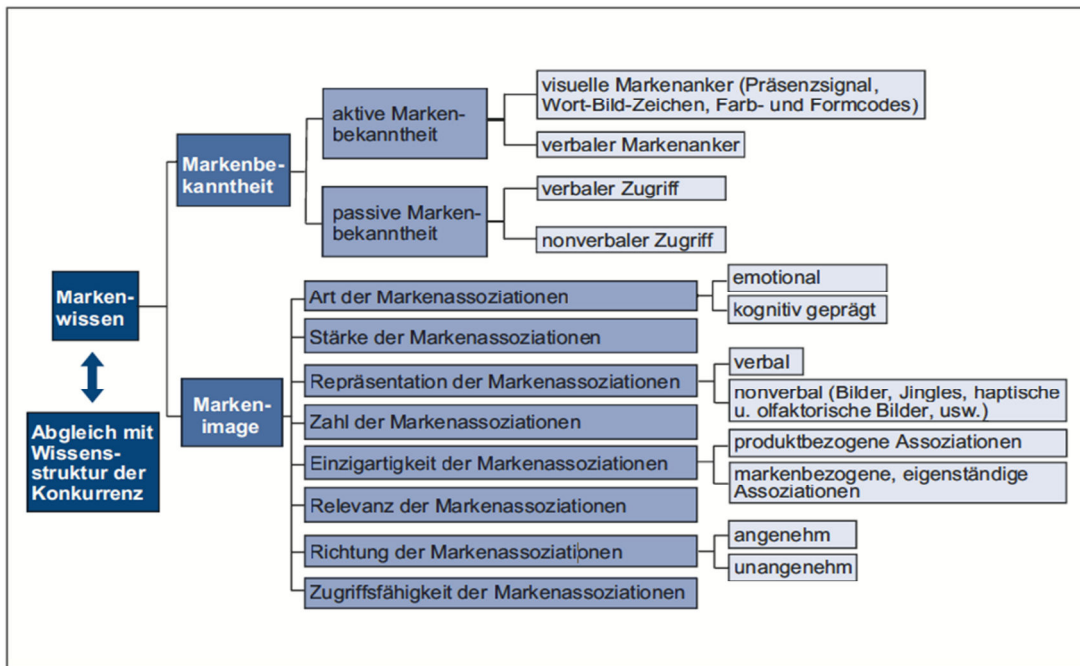 Marken-
wissen
Abgleich mit
Wissens-
struktur der
Konkurrenz
Markenbe-
kanntheit
aktive Marken-
bekanntheit
visuelle Markenanker (Präsenzsignal,
Wort-Bild-Zeichen, Farb- und Formcodes)
verbaler Markenanker
passive Marken-
bekanntheit
verbaler Zugriff
nonverbaler Zugriff
Marken-
image
Art der Markenassoziationen
emotional
kognitiv geprägt
Stärke der Markenassoziationen
Repräsentation der Markenassoziationen
verbal
nonverbal (Bilder, Jingles, haptische
u. olfaktorische Bilder, usw.)
Zahl der Markenassoziationen
Einzigartigkeit der Markenassoziationen
produktbezogene Assoziationen
markenbezogene, eigenständige
Assoziationen
Relevanz der Markenassoziationen
Richtung der Markenassoziationen
angenehm
unangenehm
Zugriffsfähigkeit der Markenassoziationen